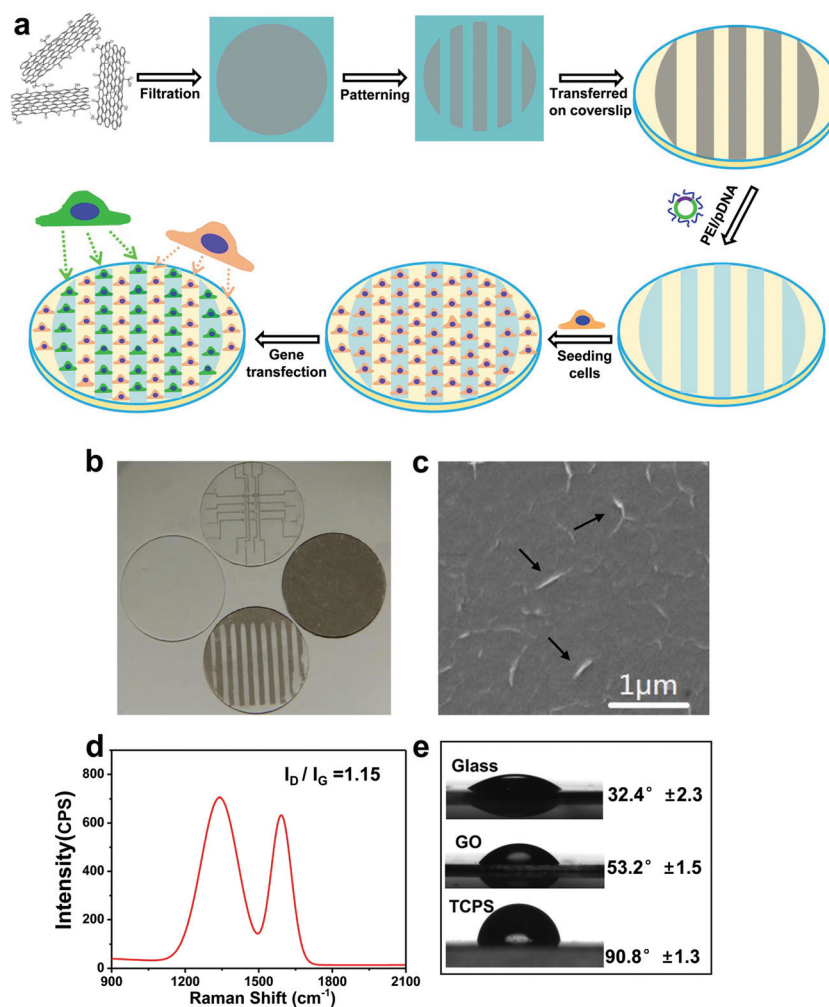 a
Filtration
Patterning
Transferred
on coverslip
PEI/pDNA
Seeding
cells
Gene
transfection
b
c
1μm
d
I_D / I_G =1.15
Intensity(CPS)
800
600
400
200
0
900
1200
1500
1800
2100
Raman Shift (cm⁻¹)
e
Glass
32.4° ±2.3
GO
53.2° ±1.5
TCPS
90.8° ±1.3